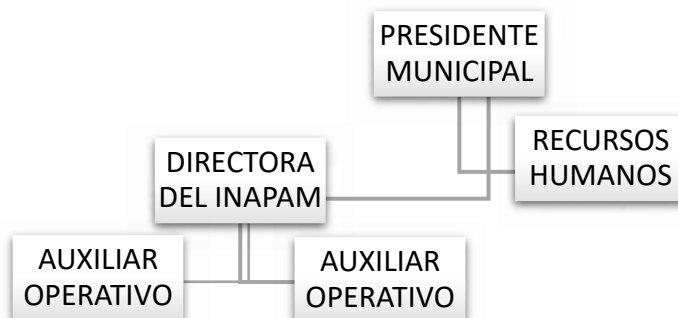 PRESIDENTE
MUNICIPAL
RECURSOS
HUMANOS
DIRECTORA
DEL INAPAM
AUXILIAR
OPERATIVO
AUXILIAR
OPERATIVO